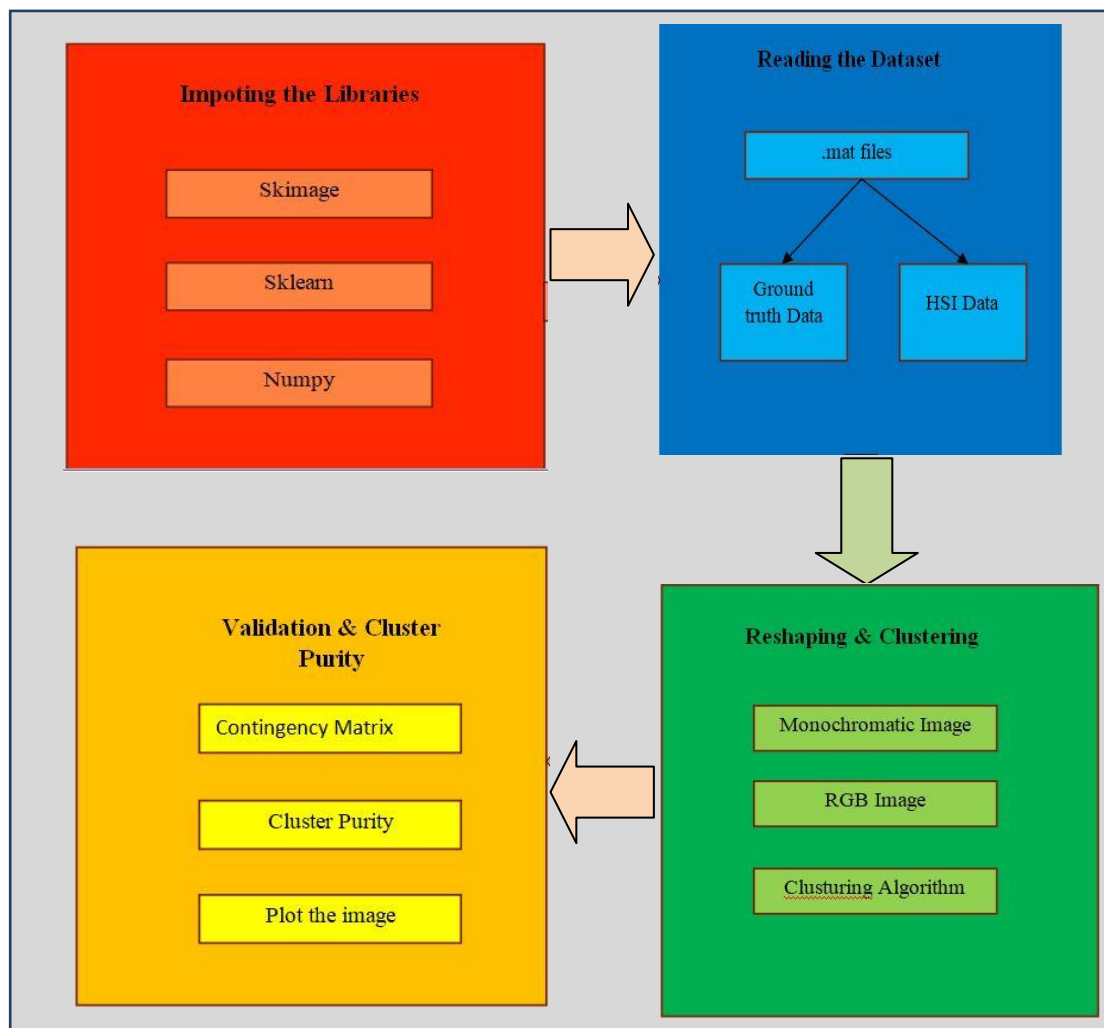 Impoting the Libraries
Skimage
Sklearn
Numpy
Reading the Dataset
.mat files
Ground
truth Data
HSI Data
Reshaping & Clustering
Monochromatic Image
RGB Image
Clusturing Algorithm
Validation & Cluster
Purity
Contingency Matrix
Cluster Purity
Plot the image